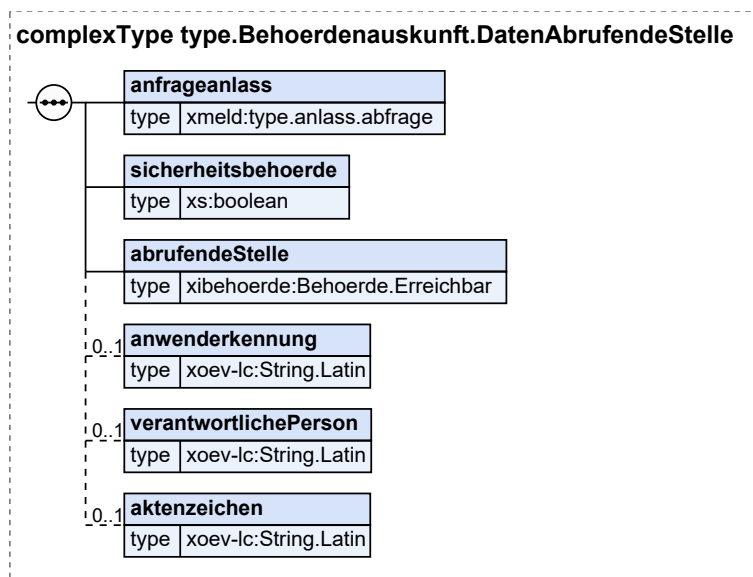 complexType type.Behoerdenauskunft.DatenAbrufendeStelle
anfrageanlass
type xmeld:type.anlass.abfrage
sicherheitsbehoerde
type xs:boolean
abrufendeStelle
type xibehoerde:Behoerde.Erreichbar
0..1 anwenderkennung
type xoev-lc:String.Latin
0..1 verantwortlichePerson
type xoev-lc:String.Latin
0..1 aktenzeichen
type xoev-lc:String.Latin